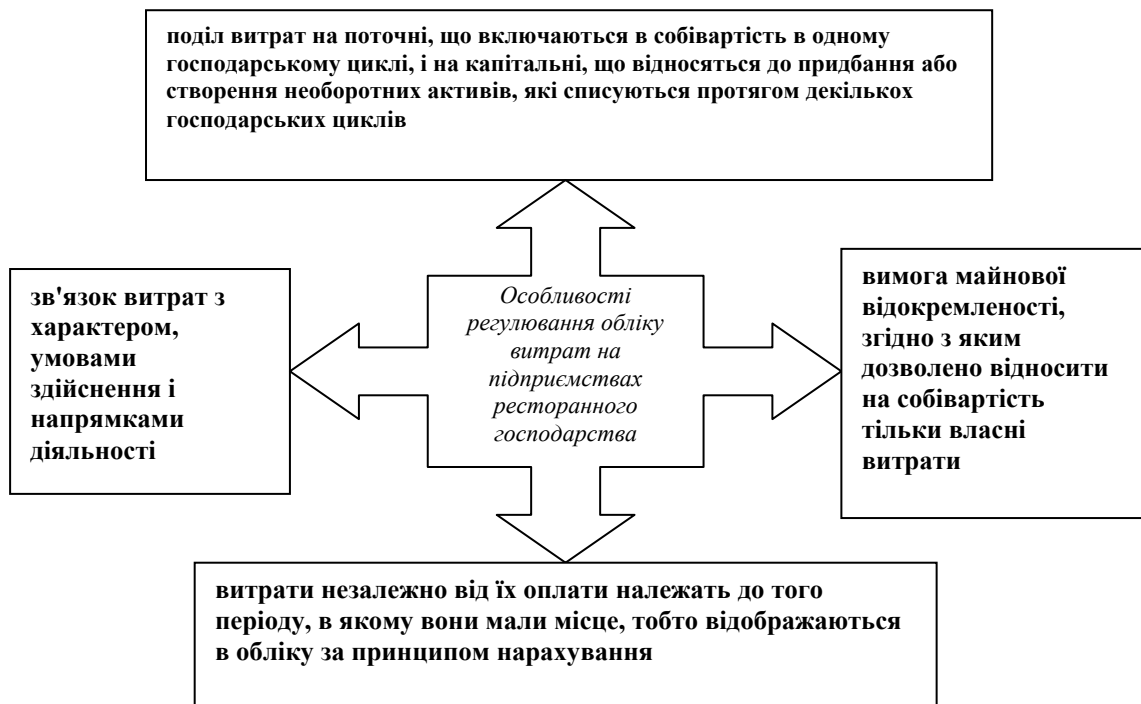 поділ витрат на поточні, що включаються в собівартість в одному
господарському циклі, і на капітальні, що відносяться до придбання або
створення необоротних активів, які списуються протягом декількох
господарських циклів
зв'язок витрат з
характером,
умовами
здійснення і
напрямками
діяльності
Особливості
регулювання обліку
витрат на
підприємствах
ресторанного
господарства
вимога майнової
відокремленості,
згідно з яким
дозволено відносити
на собівартість
тільки власні
витрати
витрати незалежно від їх оплати належать до того
періоду, в якому вони мали місце, тобто відображаються
в обліку за принципом нарахування